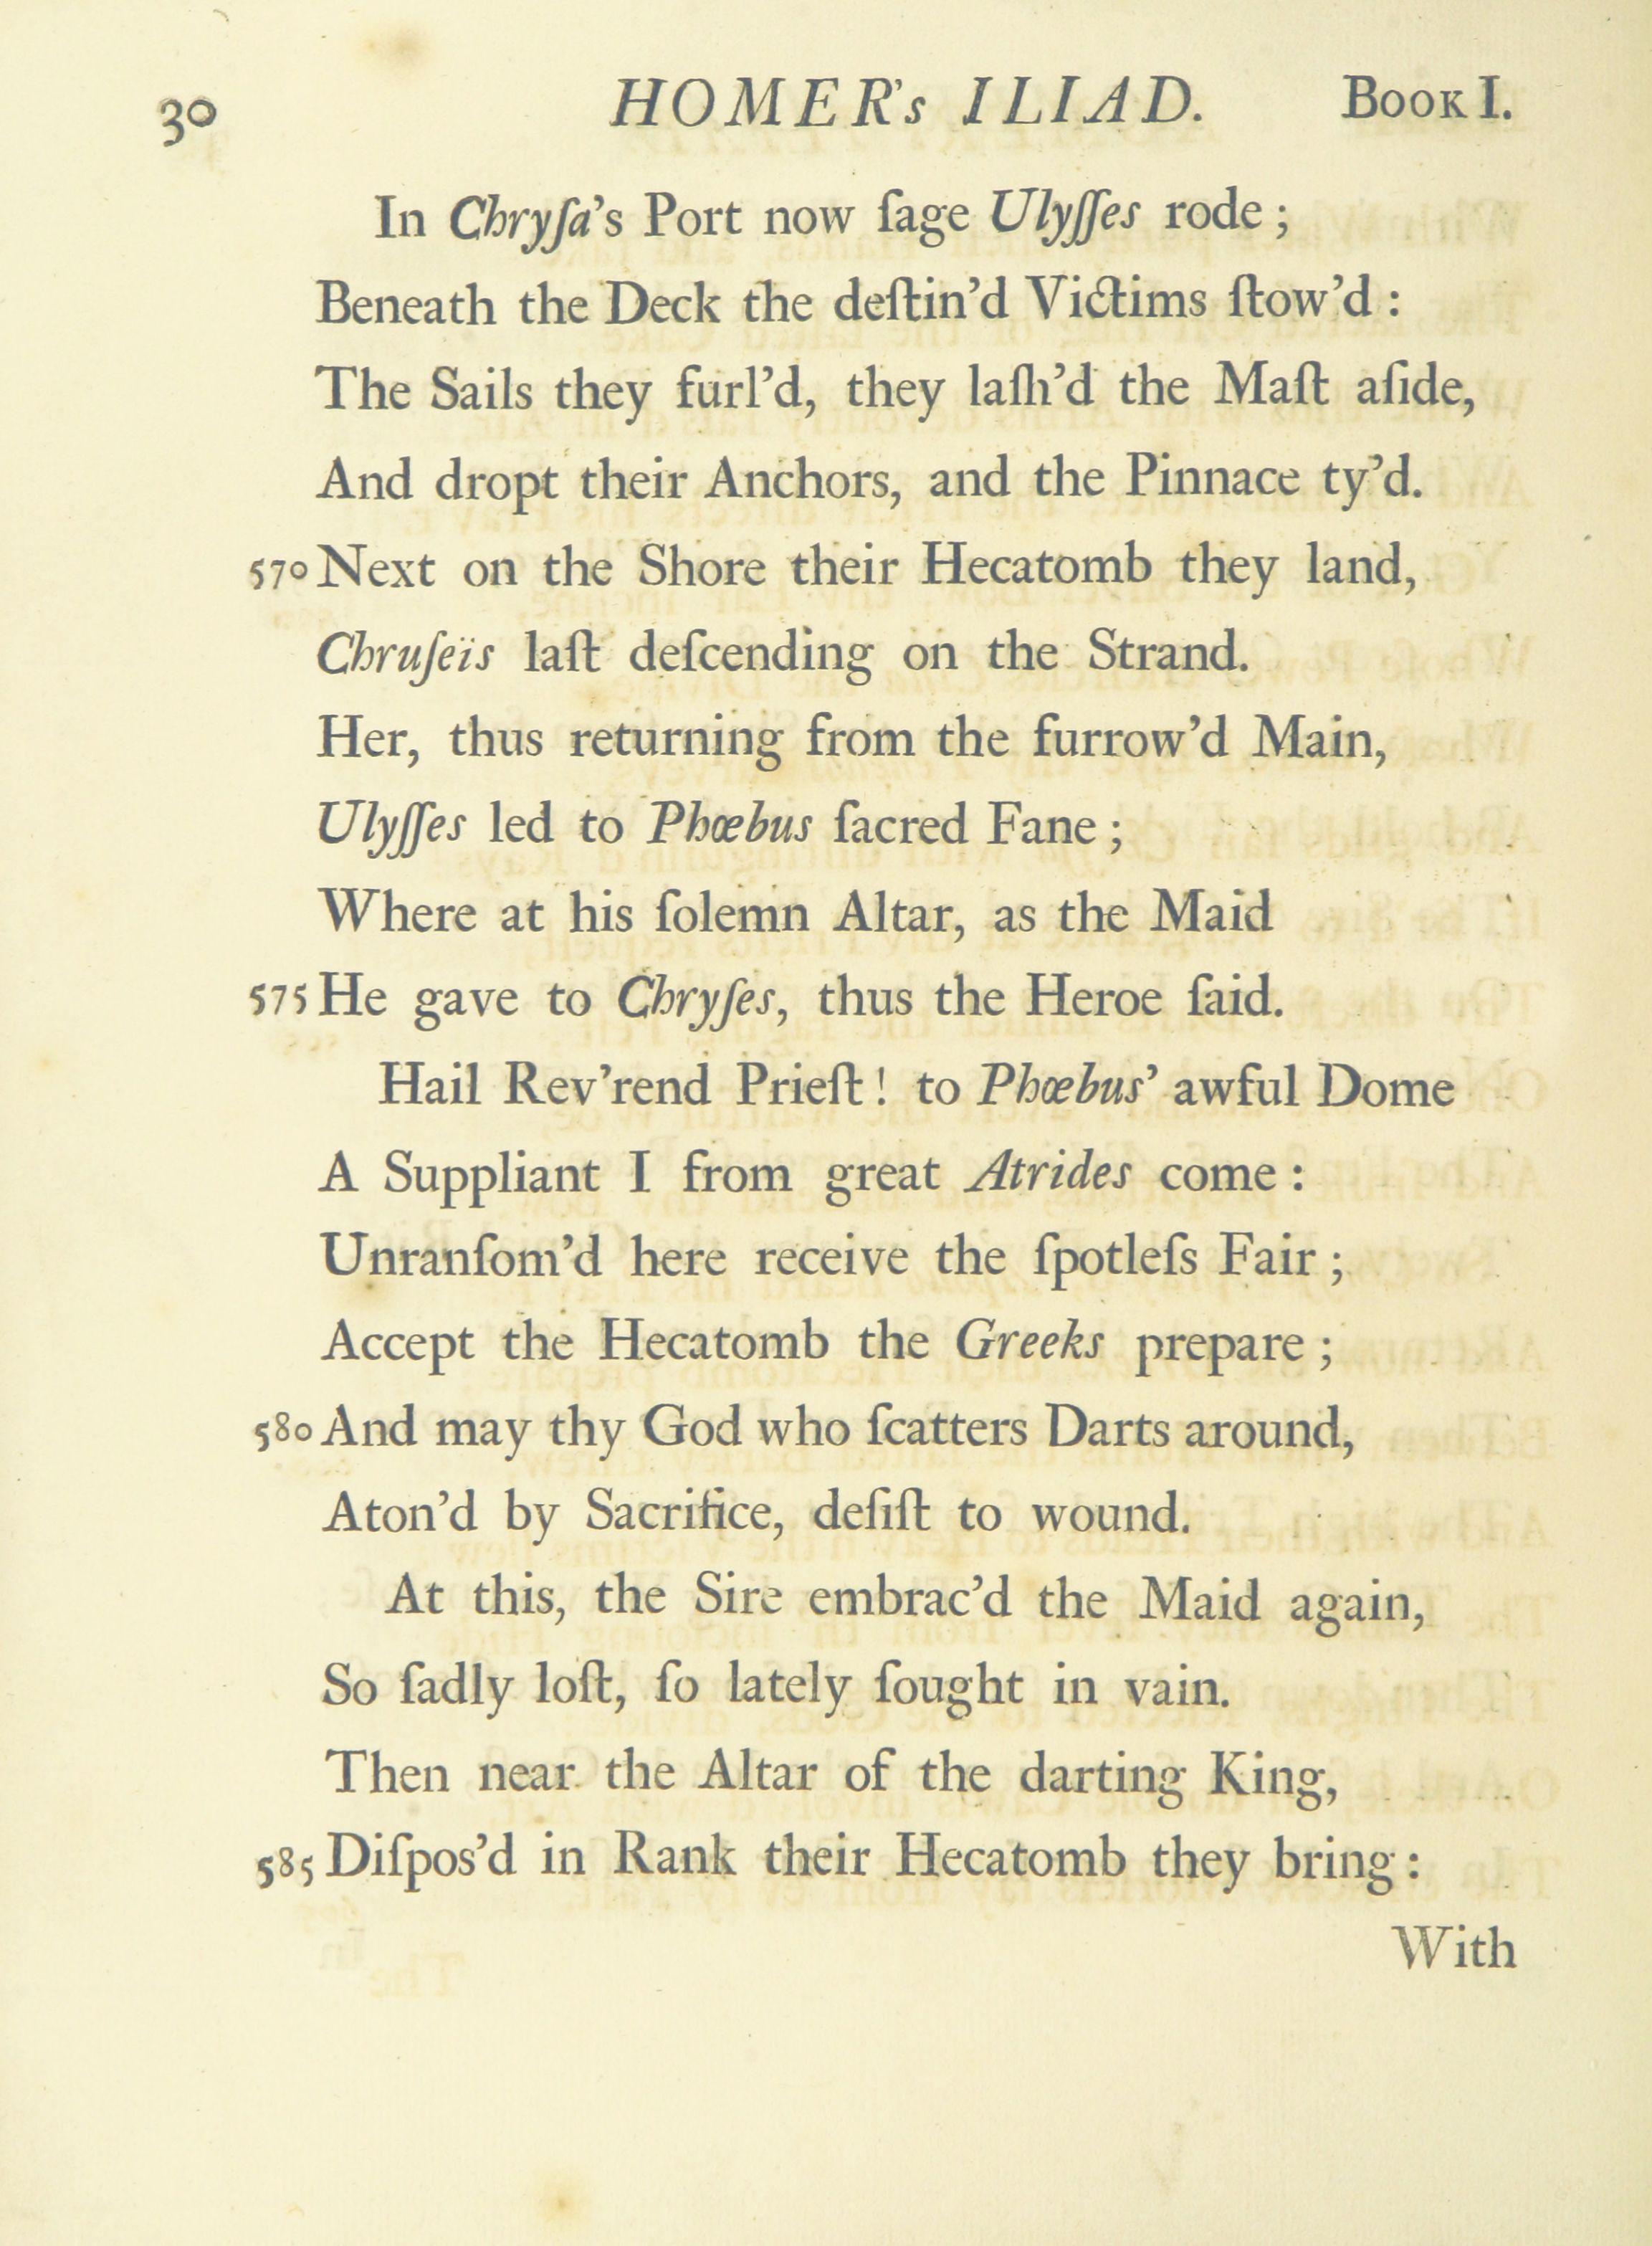 30 HOMER's ILIAD. BOOK I.
In Chryſa's Port now ſage Ulyſſes rode;
Beneath the Deck the deſtin'd Victims ſtow'd:
The Sails they furl'd, they laſh'd the Maſt aſide,
And dropt their Anchors, and the Pinnace ty'd.
570 Next on the Shore their Hecatomb they land,
Chruſeïs laſt deſcending on the Strand.
Her, thus returning from the furrow'd Main,
Ulyſſes led to Phœbus ſacred Fane;
Where at his ſolemn Altar, as the Maid
575 He gave to Chryſes, thus the Heroe ſaid.
Hail Rev'rend Prieſt! to Phœbus' awful Dome
A Suppliant I from great Atrides come:
Unranſom'd here receive the ſpotleſs Fair;
Accept the Hecatomb the Greeks prepare;
580 And may thy God who ſcatters Darts around,
Aton'd by Sacrifice, deſiſt to wound.
At this, the Sire embrac'd the Maid again,
So ſadly loſt, ſo lately ſought in vain.
Then near the Altar of the darting King,
585 Diſpos'd in Rank their Hecatomb they bring:
With